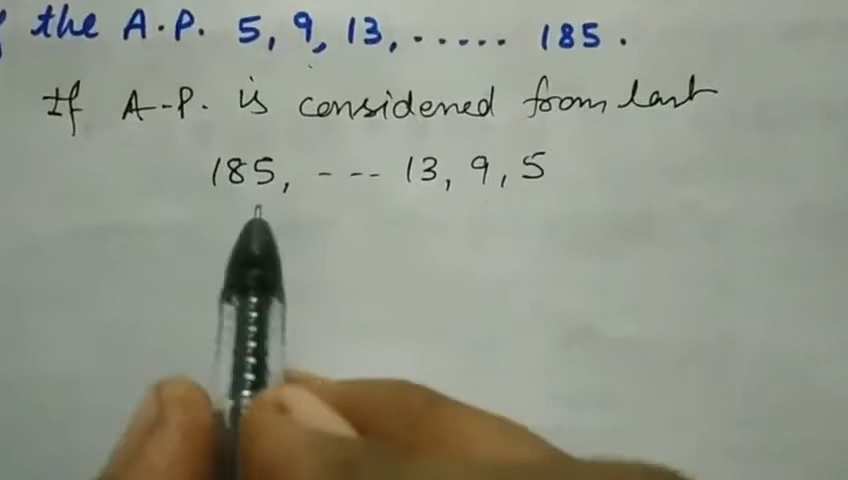 the A.P. 5, 9, 13, ..... 185.
If A-P. is considened from last
185, - -- 13, 9, 5